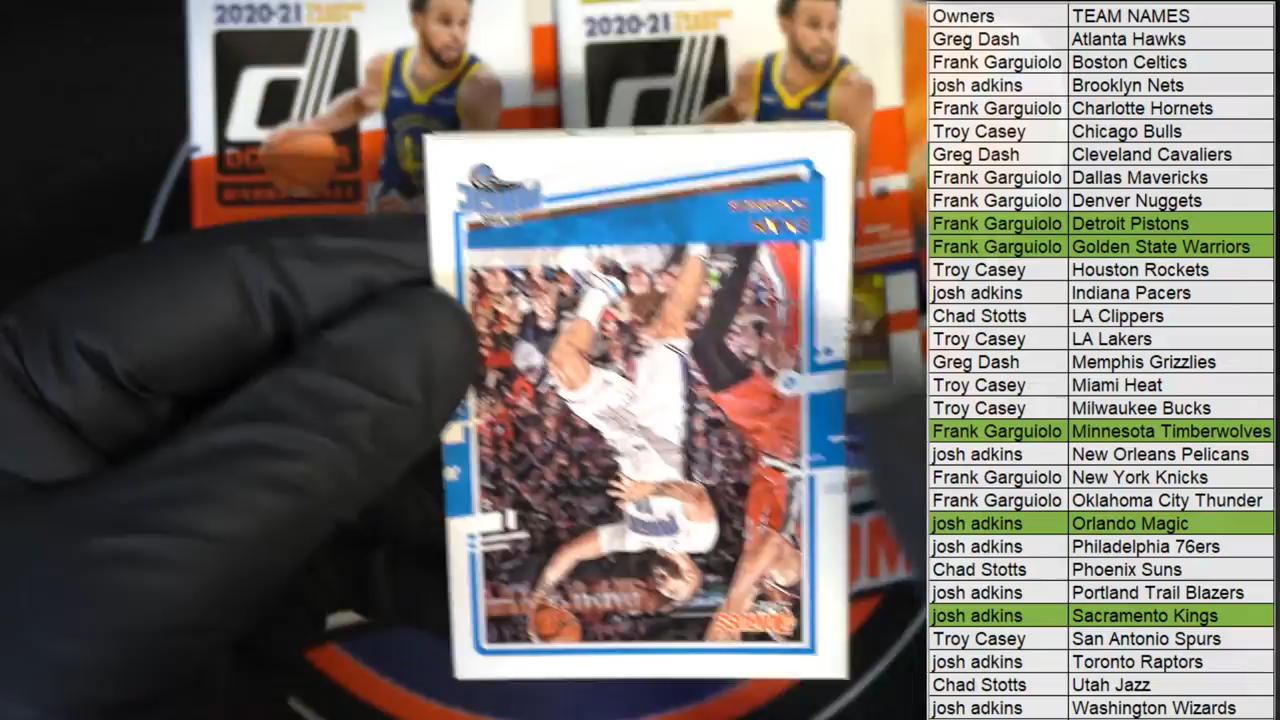 2020-21
2020-21
Owners TEAM NAMES
Greg Dash Atlanta Hawks
Frank Garguiolo Boston Celtics
josh adkins Brooklyn Nets
Frank Garguiolo Charlotte Hornets
Troy Casey Chicago Bulls
Greg Dash Cleveland Cavaliers
Frank Garguiolo Dallas Mavericks
Frank Garguiolo Denver Nuggets
Frank Garguiolo Detroit Pistons
Frank Garguiolo Golden State Warriors
Troy Casey Houston Rockets
josh adkins Indiana Pacers
Chad Stotts LA Clippers
Troy Casey LA Lakers
Greg Dash Memphis Grizzlies
Troy Casey Miami Heat
Troy Casey Milwaukee Bucks
Frank Garguiolo Minnesota Timberwolves
josh adkins New Orleans Pelicans
Frank Garguiolo New York Knicks
Frank Garguiolo Oklahoma City Thunder
josh adkins Orlando Magic
josh adkins Philadelphia 76ers
Chad Stotts Phoenix Suns
josh adkins Portland Trail Blazers
josh adkins Sacramento Kings
Troy Casey San Antonio Spurs
josh adkins Toronto Raptors
Chad Stotts Utah Jazz
josh adkins Washington Wizards